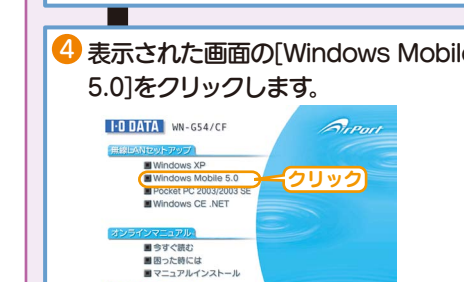 4 表示された画面の[Windows Mobile
5.0]をクリックします。
I-O DATA WN-G54/CF
AirPort
無線LANセットアップ
Windows XP
Windows Mobile 5.0
クリック
Pocket PC 2003/2003 SE
Windows CE .NET
オンラインマニュアル
今すぐ読む
困った時には
マニュアルインストール